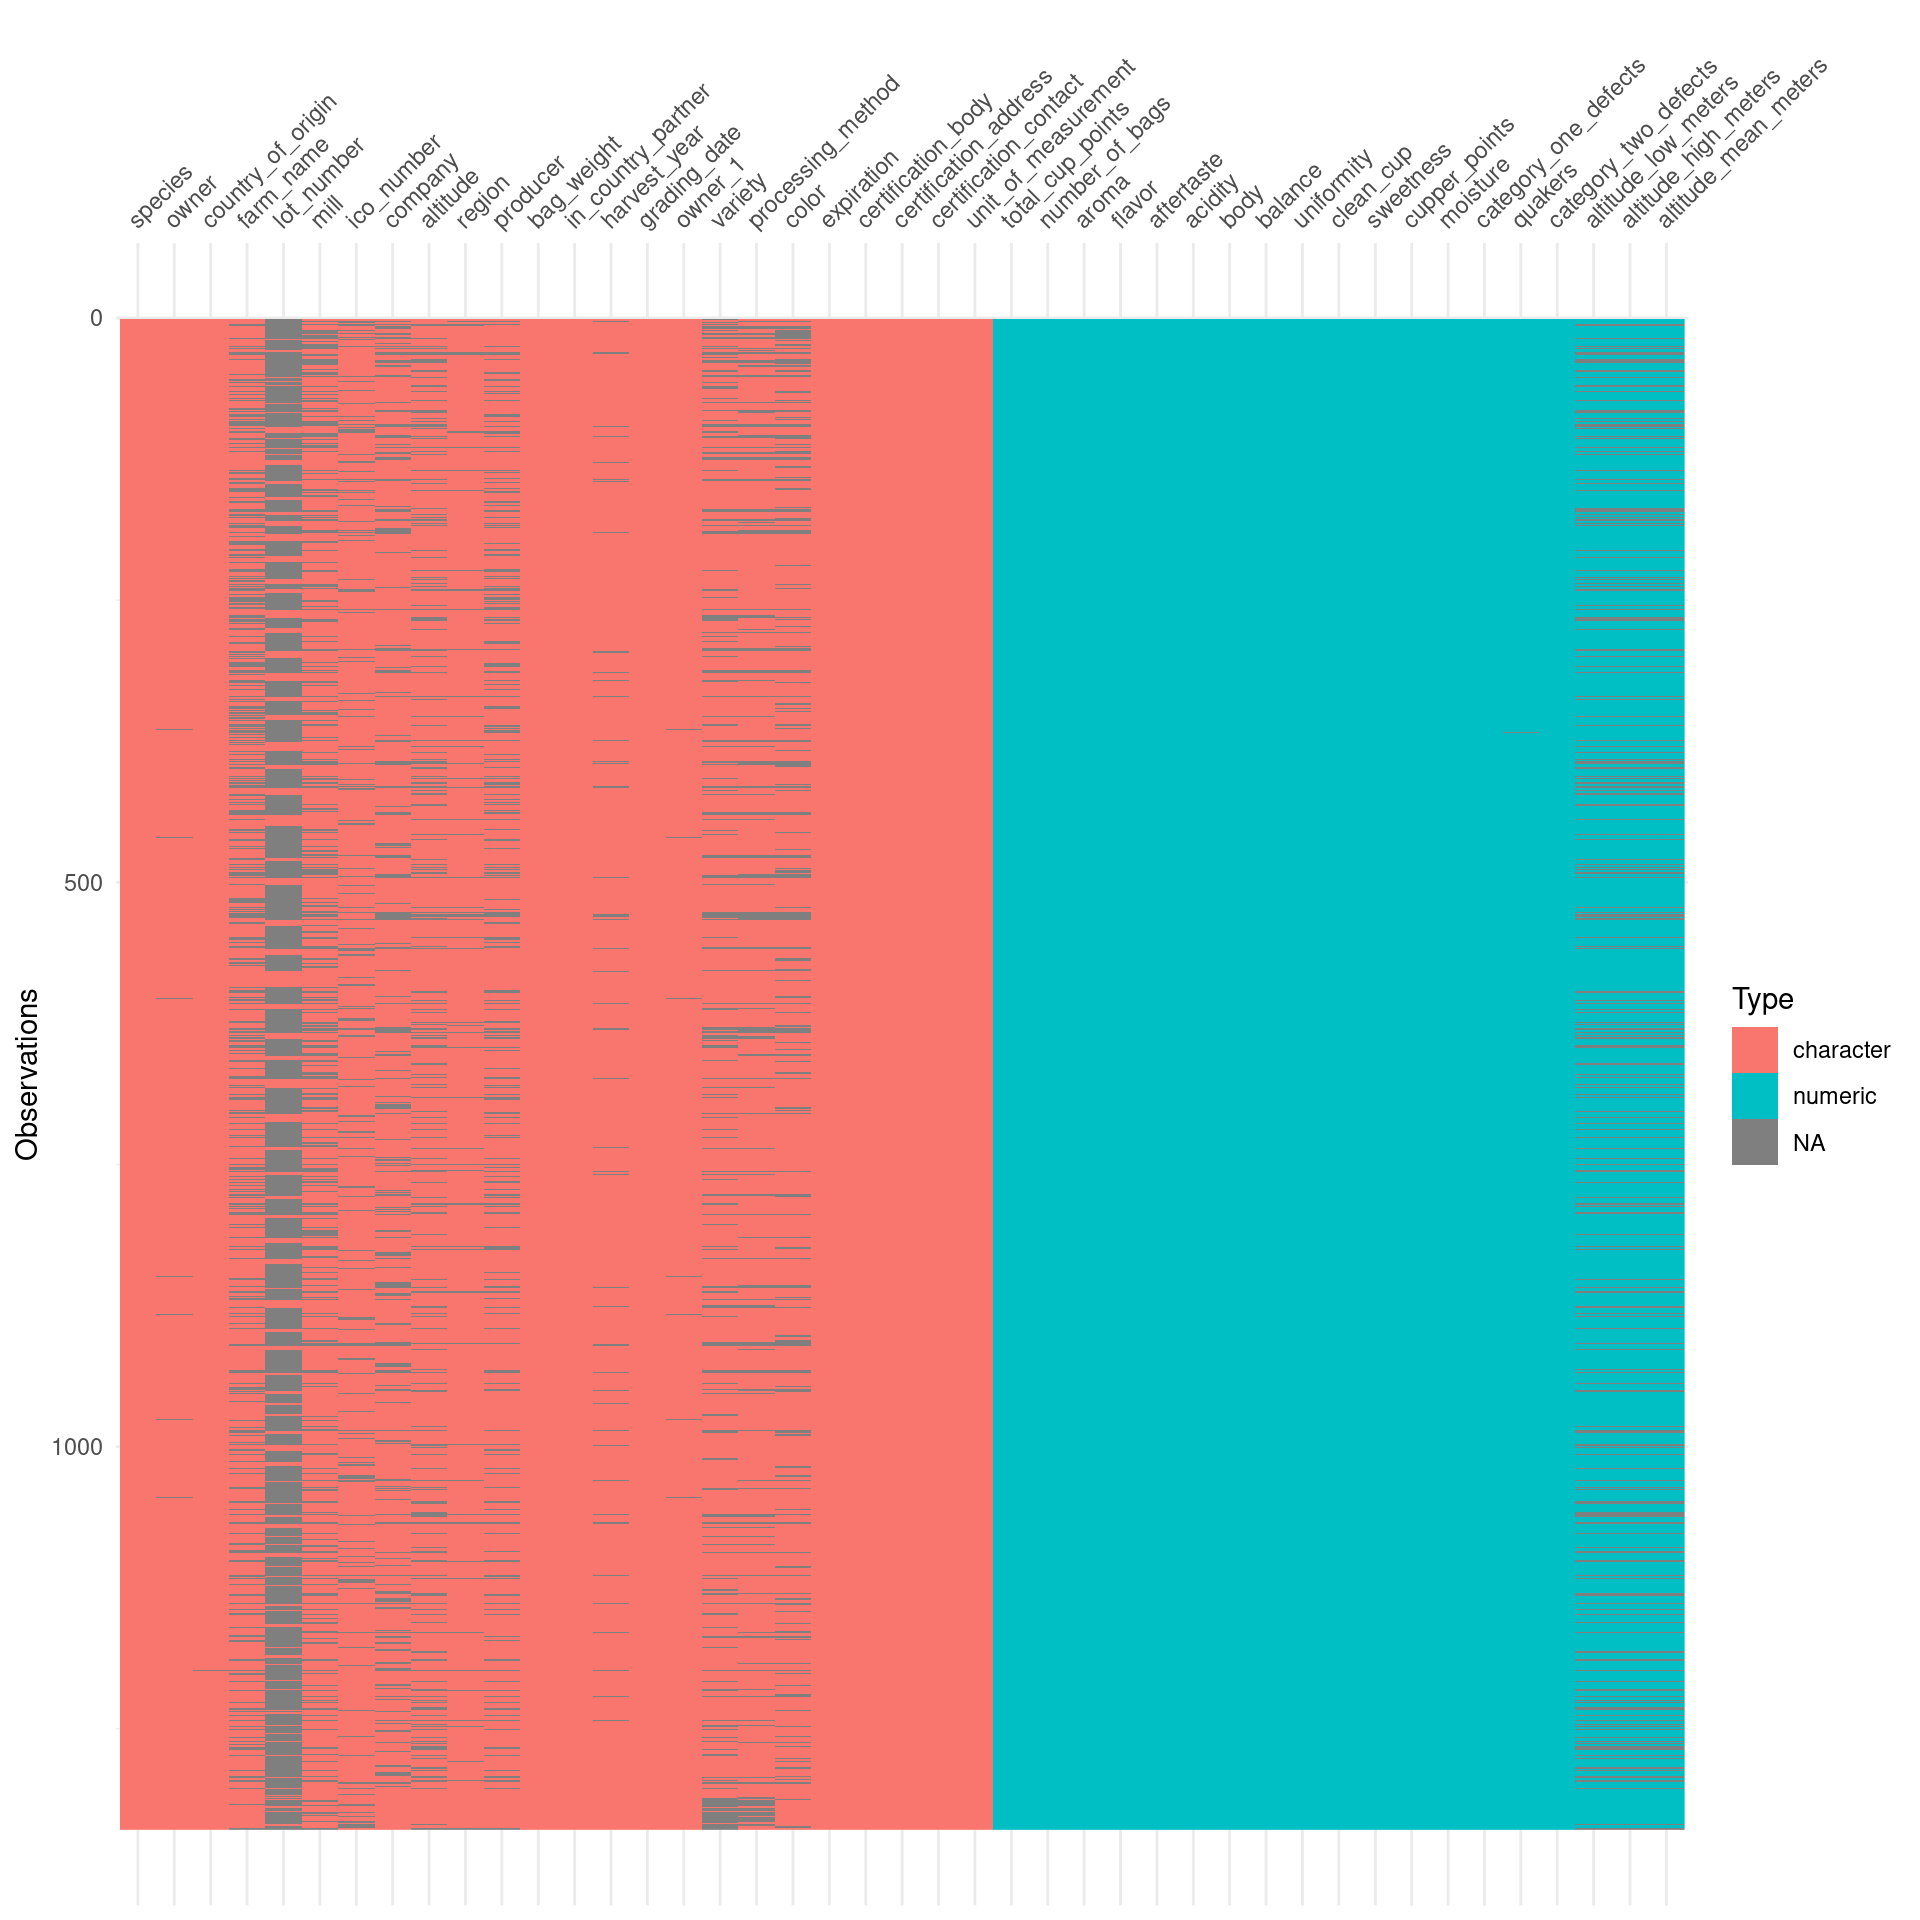 species
owner
country_of_origin
farm_name
lot_number
mill
ico_number
company
altitude
region
producer
bag_weight
in_country_partner
harvest_year
grading_date
owner_1
variety
processing_method
color
expiration
certification_body
certification_address
certification_contact
unit_of_measurement
total_cup_points
number_of_bags
aroma
flavor
aftertaste
acidity
body
balance
uniformity
clean_cup
sweetness
cupper_points
moisture
category_one_defects
quakers
category_two_defects
altitude_low_meters
altitude_high_meters
altitude_mean_meters
0
500
1000
Observations
Type
character
numeric
NA